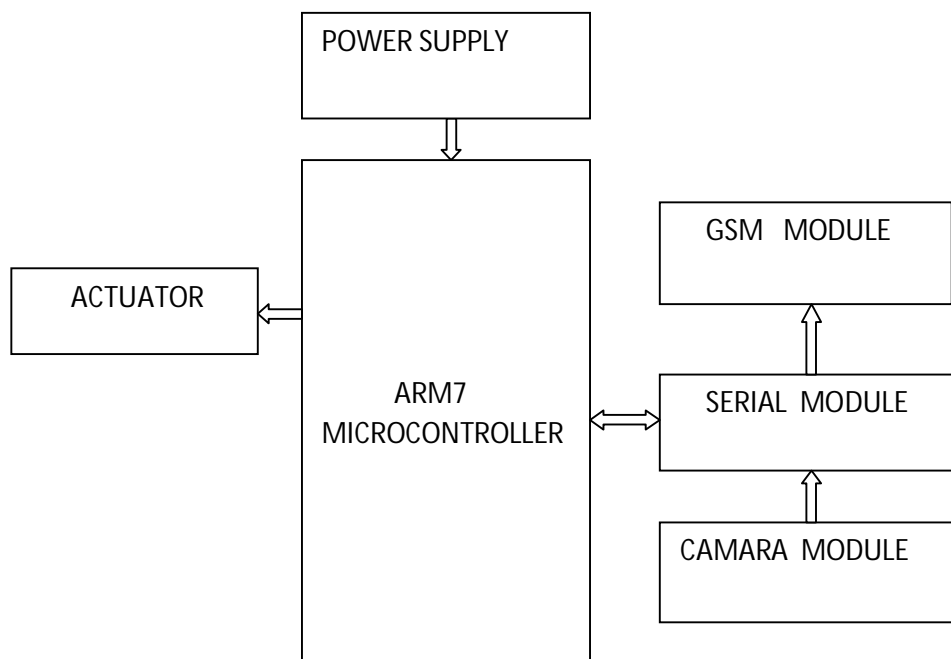 POWER SUPPLY
GSM MODULE
ACTUATOR
ARM7
MICROCONTROLLER
SERIAL MODULE
CAMARA MODULE